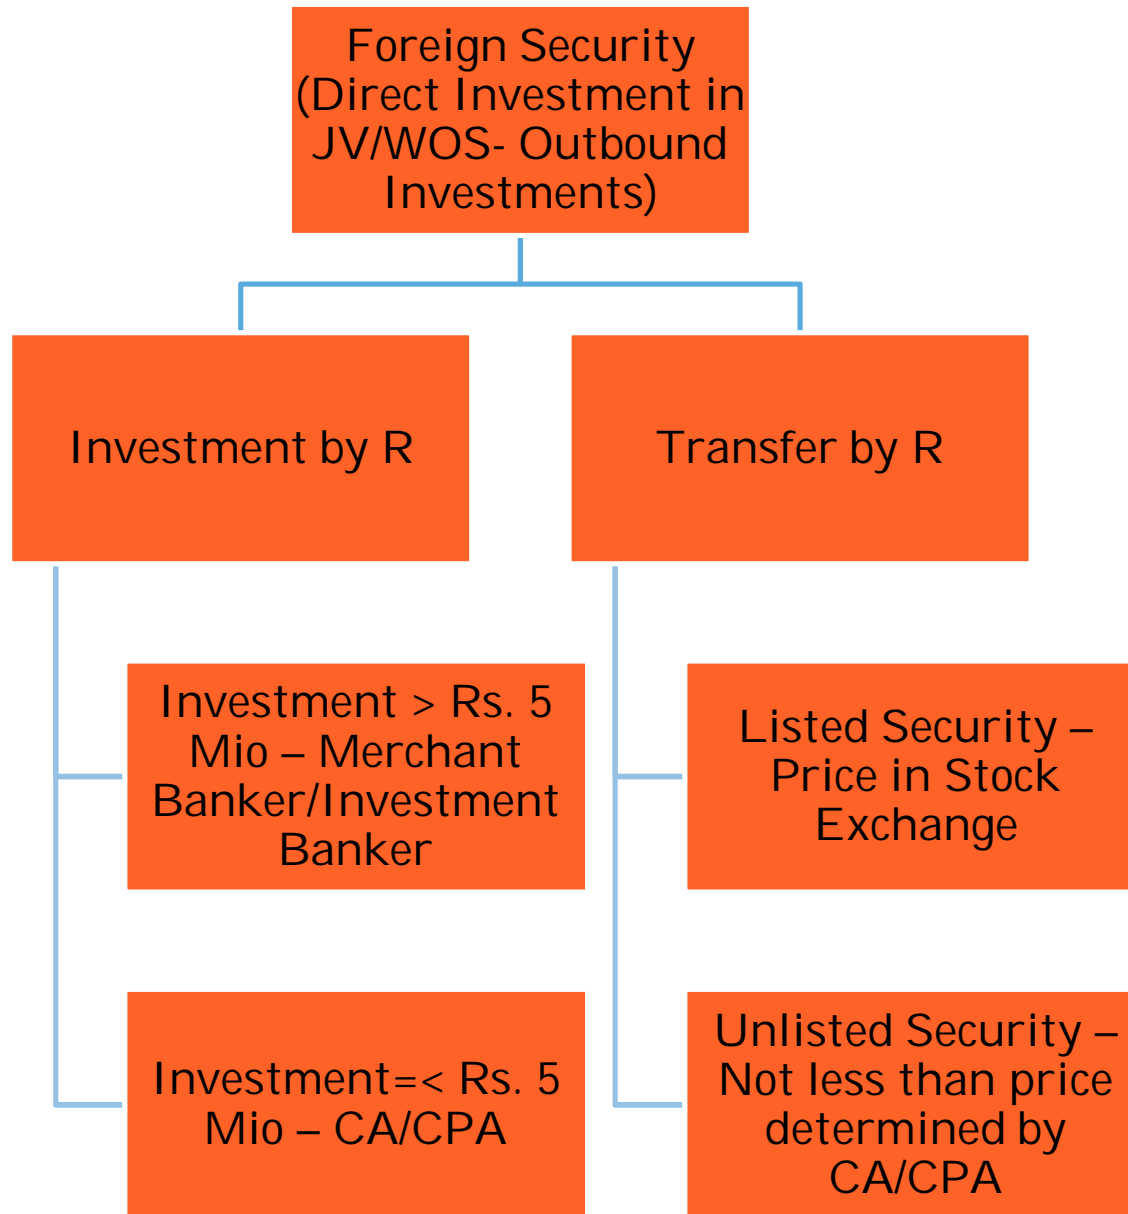 Foreign Security
(Direct Investment in
JV/WOS- Outbound
Investments)
Investment by R
Transfer by R
Investment > Rs. 5
Mio – Merchant
Banker/Investment
Banker
Listed Security –
Price in Stock
Exchange
Investment=< Rs. 5
Mio – CA/CPA
Unlisted Security –
Not less than price
determined by
CA/CPA